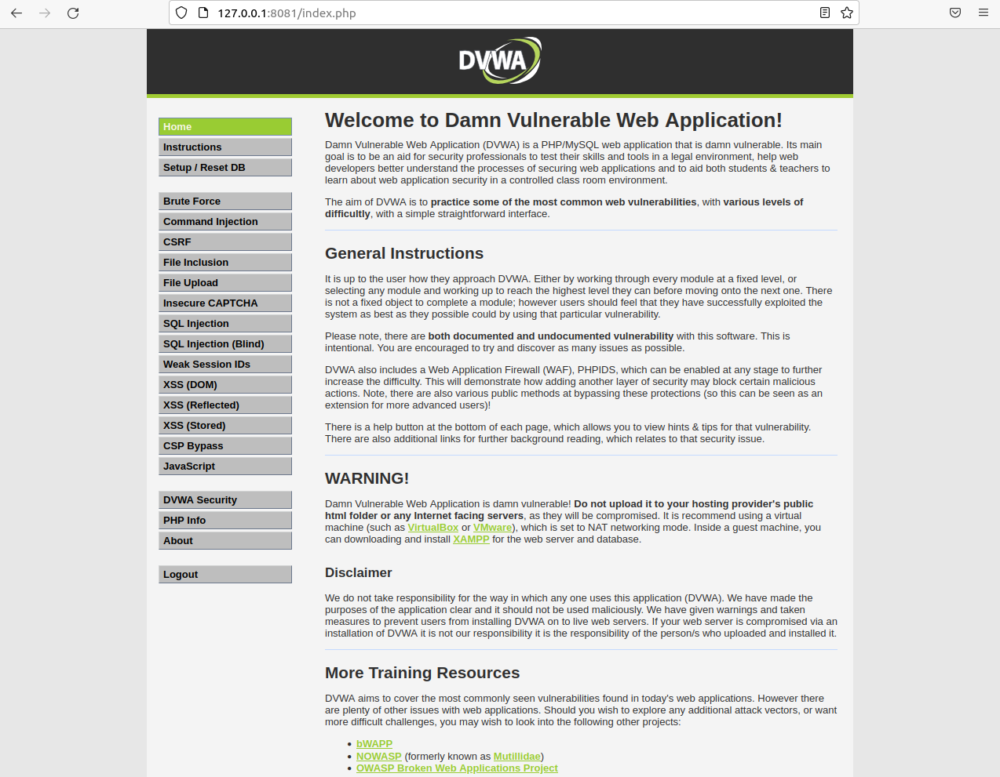 127.0.0.1:8081/index.php
DVWA
Home
Instructions
Setup / Reset DB
Brute Force
Command Injection
CSRF
File Inclusion
File Upload
Insecure CAPTCHA
SQL Injection
SQL Injection (Blind)
Weak Session IDs
XSS (DOM)
XSS (Reflected)
XSS (Stored)
CSP Bypass
JavaScript
DVWA Security
PHP Info
About
Logout
Welcome to Damn Vulnerable Web Application!
Damn Vulnerable Web Application (DVWA) is a PHP/MySQL web application that is damn vulnerable. Its main
goal is to be an aid for security professionals to test their skills and tools in a legal environment, help web
developers better understand the processes of securing web applications and to aid both students & teachers to
learn about web application security in a controlled class room environment.
The aim of DVWA is to practice some of the most common web vulnerabilities, with various levels of
difficultly, with a simple straightforward interface.
General Instructions
It is up to the user how they approach DVWA. Either by working through every module at a fixed level, or
selecting any module and working up to reach the highest level they can before moving onto the next one. There
is not a fixed object to complete a module; however users should feel that they have successfully exploited the
system as best as they possible could by using that particular vulnerability.
Please note, there are both documented and undocumented vulnerability with this software. This is
intentional. You are encouraged to try and discover as many issues as possible.
DVWA also includes a Web Application Firewall (WAF), PHPIDS, which can be enabled at any stage to further
increase the difficulty. This will demonstrate how adding another layer of security may block certain malicious
actions. Note, there are also various public methods at bypassing these protections (so this can be seen as an
extension for more advanced users)!
There is a help button at the bottom of each page, which allows you to view hints & tips for that vulnerability.
There are also additional links for further background reading, which relates to that security issue.
WARNING!
Damn Vulnerable Web Application is damn vulnerable! Do not upload it to your hosting provider's public
html folder or any Internet facing servers, as they will be compromised. It is recommend using a virtual
machine (such as VirtualBox or VMware), which is set to NAT networking mode. Inside a guest machine, you
can downloading and install XAMPP for the web server and database.
Disclaimer
We do not take responsibility for the way in which any one uses this application (DVWA). We have made the
purposes of the application clear and it should not be used maliciously. We have given warnings and taken
measures to prevent users from installing DVWA on to live web servers. If your web server is compromised via an
installation of DVWA it is not our responsibility it is the responsibility of the person/s who uploaded and installed it.
More Training Resources
DVWA aims to cover the most commonly seen vulnerabilities found in today's web applications. However there
are plenty of other issues with web applications. Should you wish to explore any additional attack vectors, or want
more difficult challenges, you may wish to look into the following other projects:
• bWAPP
• NOWASP (formerly known as Mutillidae)
• OWASP Broken Web Applications Project